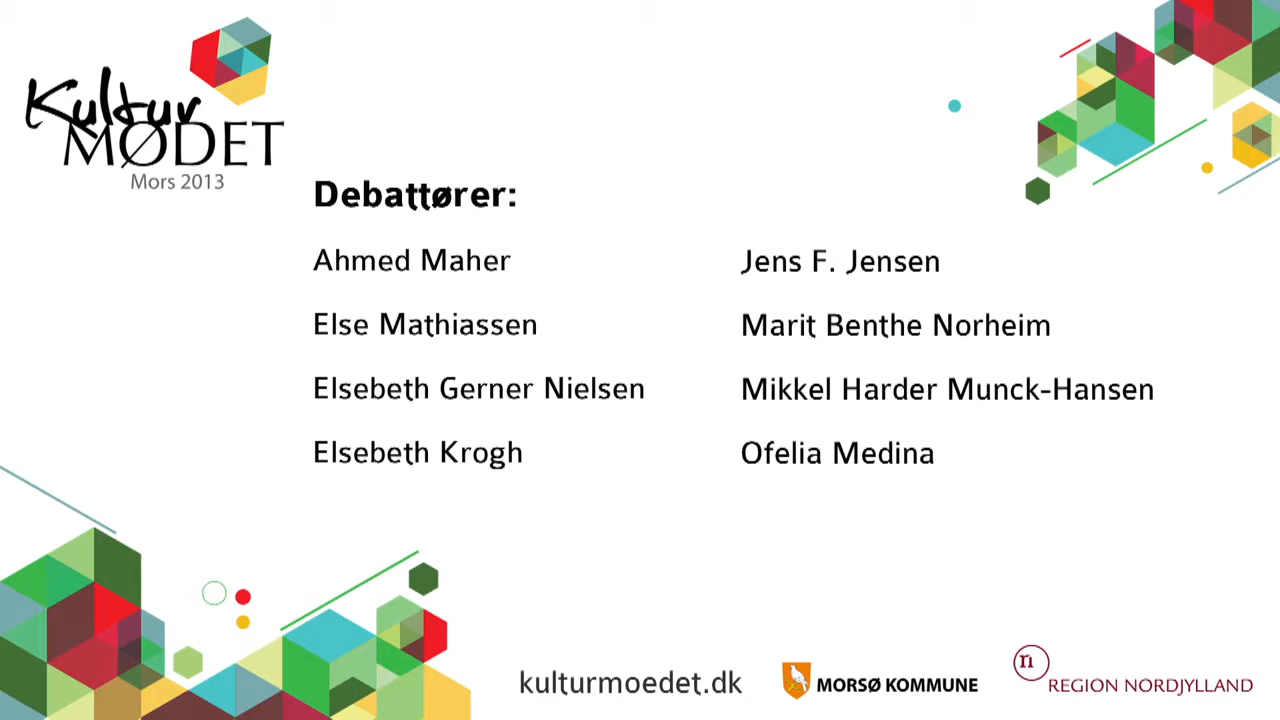 Kultur
MØDET
Mors 2013
Debattører:
Ahmed Maher
Else Mathiassen
Elsebeth Gerner Nielsen
Elsebeth Krogh
Jens F. Jensen
Marit Benthe Norheim
Mikkel Harder Munck-Hansen
Ofelia Medina
kulturmoedet.dk
MORSØ KOMMUNE
n
REGION NORDJYLLAND